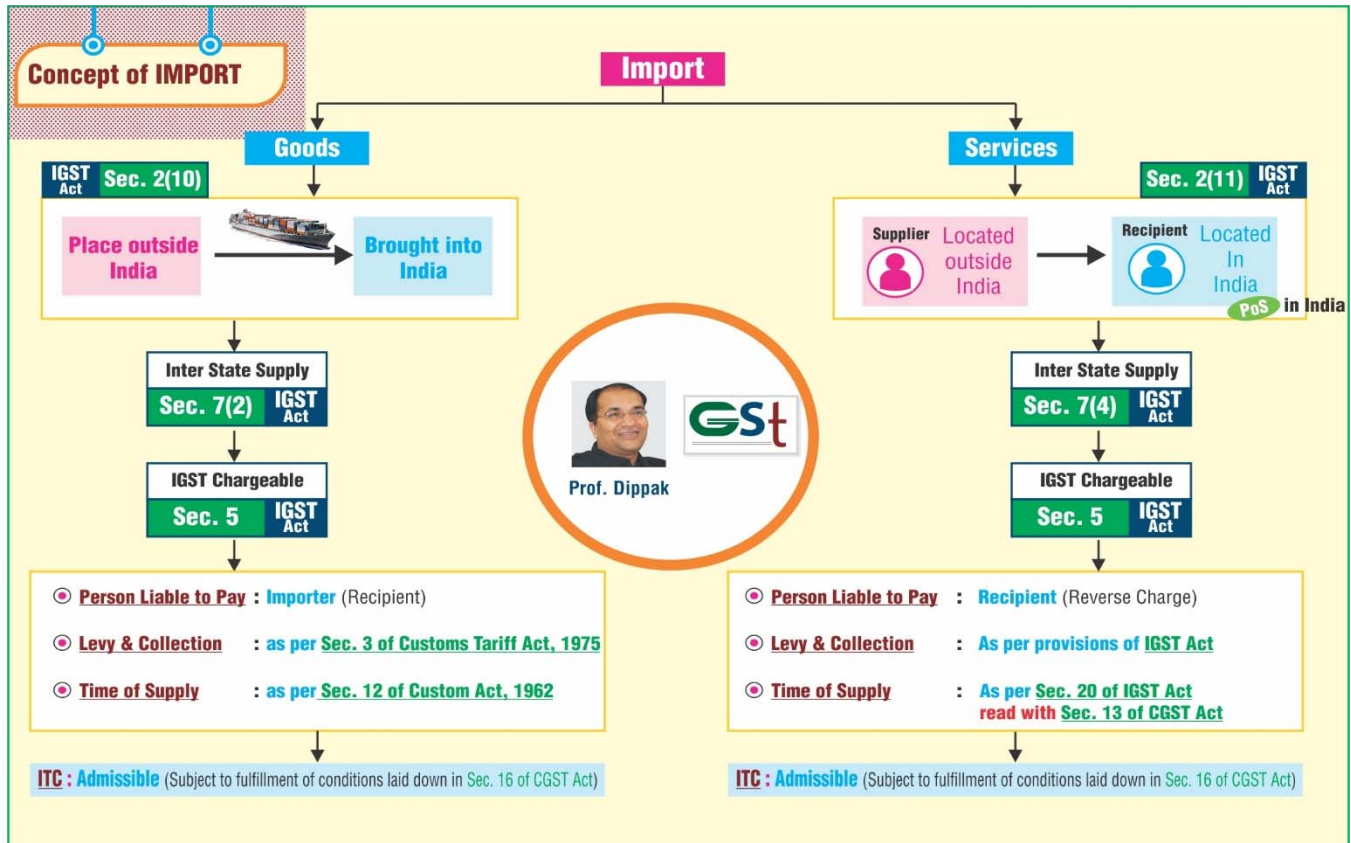 Concept of IMPORT
Import
Goods
IGST Act Sec. 2(10)
Place outside
India
Brought into
India
Inter State Supply
Sec. 7(2) IGST Act
IGST Chargeable
Sec. 5 IGST Act
Person Liable to Pay : Importer (Recipient)
Levy & Collection : as per Sec. 3 of Customs Tariff Act, 1975
Time of Supply : as per Sec. 12 of Custom Act, 1962
ITC : Admissible (Subject to fulfillment of conditions laid down in Sec. 16 of CGST Act)
GSt
Prof. Dippak
Services
Sec. 2(11) IGST Act
Supplier
Located
outside
India
Recipient
Located
In
India
PoS in India
Inter State Supply
Sec. 7(4) IGST Act
IGST Chargeable
Sec. 5 IGST Act
Person Liable to Pay : Recipient (Reverse Charge)
Levy & Collection : As per provisions of IGST Act
Time of Supply : As per Sec. 20 of IGST Act
read with Sec. 13 of CGST Act
ITC : Admissible (Subject to fulfillment of conditions laid down in Sec. 16 of CGST Act)